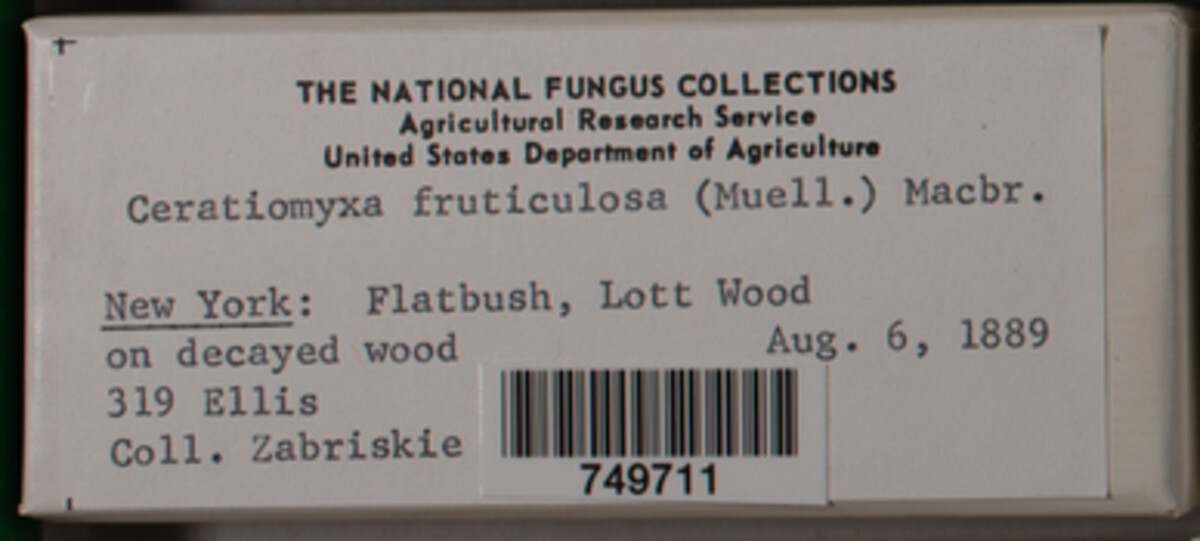 THE NATIONAL FUNGUS COLLECTIONS
Agricultural Research Service
United States Department of Agriculture
Ceratiomyxa fruticulosa (Muell.) Macbr.
New York: Flatbush, Lott Wood
on decayed wood Aug. 6, 1889
319 Ellis
Coll. Zabriskie
749711